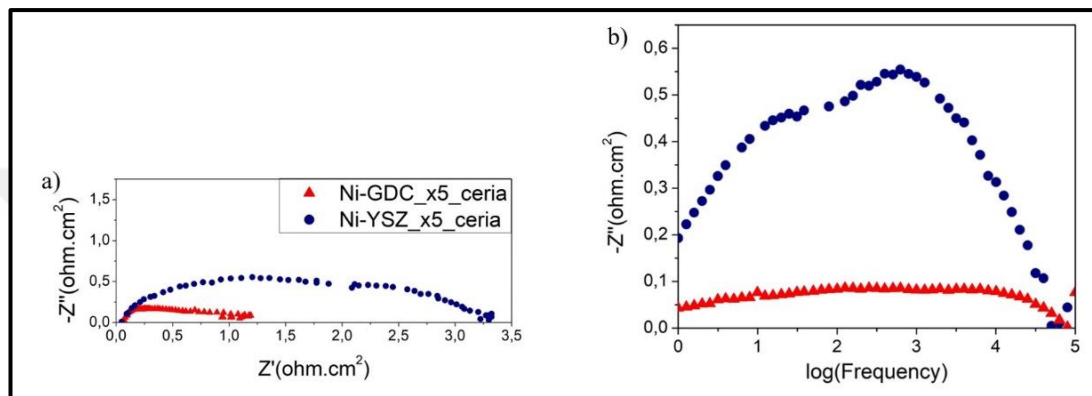 a)
-Z"(ohm.cm²)
1,5
1,0
0,5
0,0
Ni-GDC_x5_ceria
Ni-YSZ_x5_ceria
0,0 0,5 1,0 1,5 2,0 2,5 3,0 3,5
Z'(ohm.cm²)
b)
-Z"(ohm.cm²)
0,6
0,5
0,4
0,3
0,2
0,1
0,0
0 1 2 3 4 5
log(Frequency)